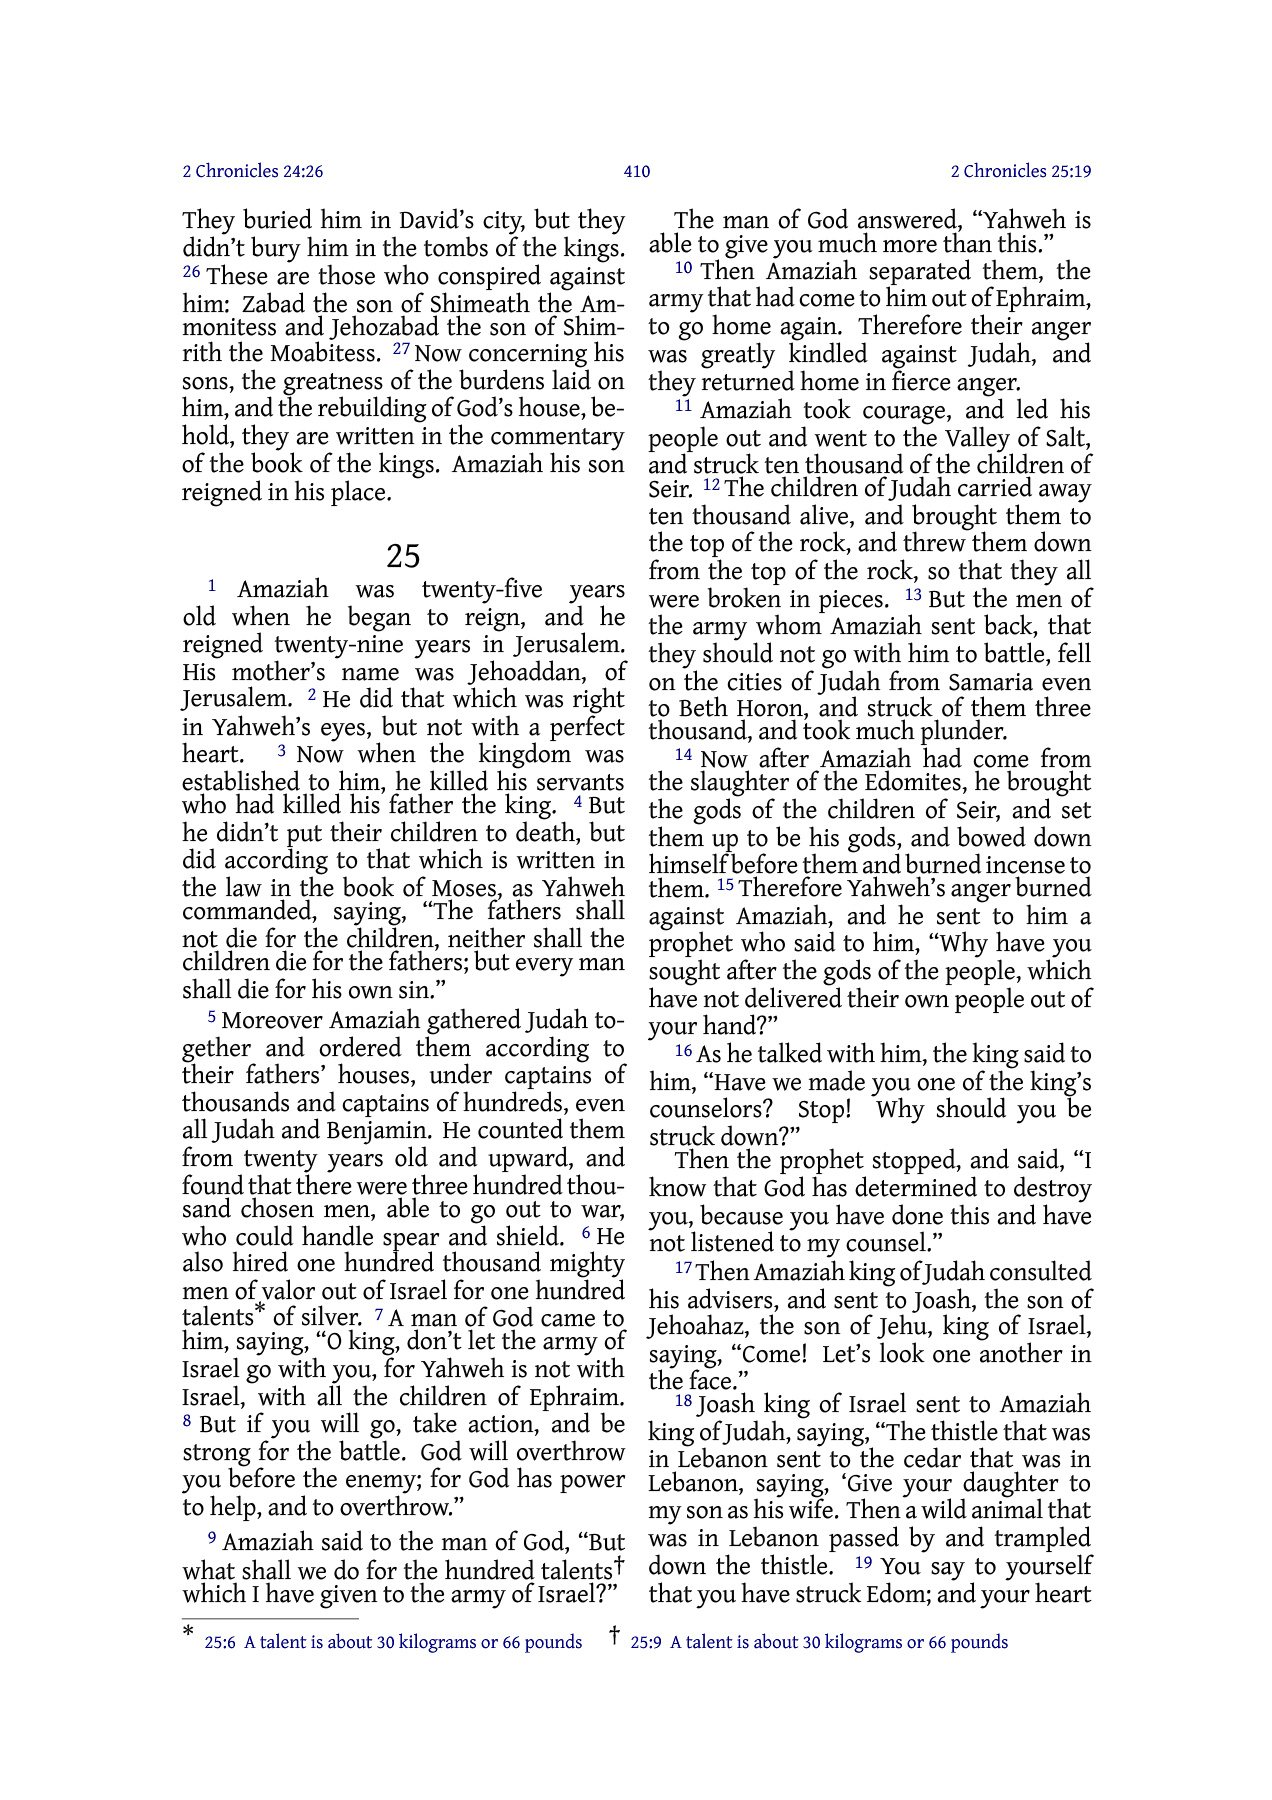 2 Chronicles 24:26 410 2 Chronicles 25:19
They buried him in David’s city, but they
didn’t bury him in the tombs of the kings.
26 These are those who conspired against
him: Zabad the son of Shimeath the Am-
monitess and Jehozabad the son of Shim-
rith the Moabitess. 27 Now concerning his
sons, the greatness of the burdens laid on
him, and the rebuilding of God’s house, be-
hold, they are written in the commentary
of the book of the kings. Amaziah his son
reigned in his place.
25
1 Amaziah was twenty-five years
old when he began to reign, and he
reigned twenty-nine years in Jerusalem.
His mother’s name was Jehoaddan, of
Jerusalem. 2 He did that which was right
in Yahweh’s eyes, but not with a perfect
heart. 3 Now when the kingdom was
established to him, he killed his servants
who had killed his father the king. 4 But
he didn’t put their children to death, but
did according to that which is written in
the law in the book of Moses, as Yahweh
commanded, saying, “The fathers shall
not die for the children, neither shall the
children die for the fathers; but every man
shall die for his own sin.”
5 Moreover Amaziah gathered Judah to-
gether and ordered them according to
their fathers’ houses, under captains of
thousands and captains of hundreds, even
all Judah and Benjamin. He counted them
from twenty years old and upward, and
found that there were three hundred thou-
sand chosen men, able to go out to war,
who could handle spear and shield. 6 He
also hired one hundred thousand mighty
men of valor out of Israel for one hundred
talents* of silver. 7 A man of God came to
him, saying, “O king, don’t let the army of
Israel go with you, for Yahweh is not with
Israel, with all the children of Ephraim.
8 But if you will go, take action, and be
strong for the battle. God will overthrow
you before the enemy; for God has power
to help, and to overthrow.”
9 Amaziah said to the man of God, “But
what shall we do for the hundred talents†
which I have given to the army of Israel?”
The man of God answered, “Yahweh is
able to give you much more than this.”
10 Then Amaziah separated them, the
army that had come to him out of Ephraim,
to go home again. Therefore their anger
was greatly kindled against Judah, and
they returned home in fierce anger.
11 Amaziah took courage, and led his
people out and went to the Valley of Salt,
and struck ten thousand of the children of
Seir. 12 The children of Judah carried away
ten thousand alive, and brought them to
the top of the rock, and threw them down
from the top of the rock, so that they all
were broken in pieces. 13 But the men of
the army whom Amaziah sent back, that
they should not go with him to battle, fell
on the cities of Judah from Samaria even
to Beth Horon, and struck of them three
thousand, and took much plunder.
14 Now after Amaziah had come from
the slaughter of the Edomites, he brought
the gods of the children of Seir, and set
them up to be his gods, and bowed down
himself before them and burned incense to
them. 15 Therefore Yahweh’s anger burned
against Amaziah, and he sent to him a
prophet who said to him, “Why have you
sought after the gods of the people, which
have not delivered their own people out of
your hand?”
16 As he talked with him, the king said to
him, “Have we made you one of the king’s
counselors? Stop! Why should you be
struck down?”
Then the prophet stopped, and said, “I
know that God has determined to destroy
you, because you have done this and have
not listened to my counsel.”
17 Then Amaziah king of Judah consulted
his advisers, and sent to Joash, the son of
Jehoahaz, the son of Jehu, king of Israel,
saying, “Come! Let’s look one another in
the face.”
18 Joash king of Israel sent to Amaziah
king of Judah, saying, “The thistle that was
in Lebanon sent to the cedar that was in
Lebanon, saying, ‘Give your daughter to
my son as his wife. Then a wild animal that
was in Lebanon passed by and trampled
down the thistle. 19 You say to yourself
that you have struck Edom; and your heart
* 25:6 A talent is about 30 kilograms or 66 pounds † 25:9 A talent is about 30 kilograms or 66 pounds